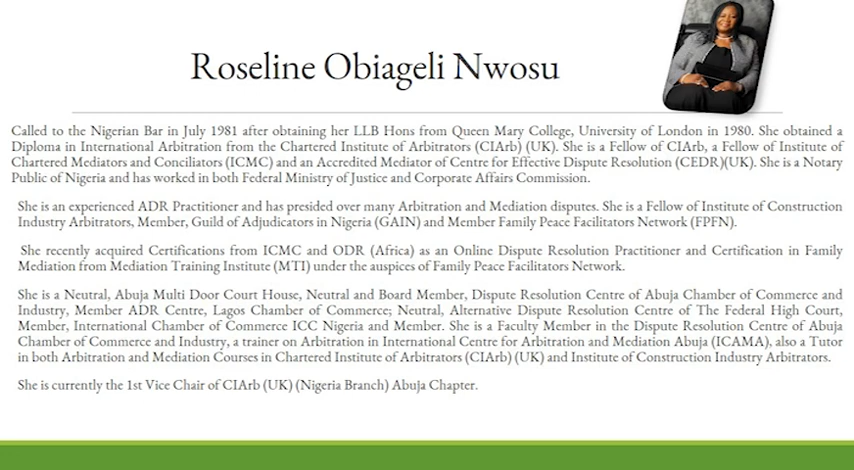 Roseline Obiageli Nwosu
Called to the Nigerian Bar in July 1981 after obtaining her LLB Hons from Queen Mary College, University of London in 1980. She obtained a
Diploma in International Arbitration from the Chartered Institute of Arbitrators (CIArb) (UK). She is a Fellow of CIArb, a Fellow of Institute of
Chartered Mediators and Conciliators (ICMC) and an Accredited Mediator of Centre for Effective Dispute Resolution (CEDR)(UK). She is a Notary
Public of Nigeria and has worked in both Federal Ministry of Justice and Corporate Affairs Commission.
She is an experienced ADR Practitioner and has presided over many Arbitration and Mediation disputes. She is a Fellow of Institute of Construction
Industry Arbitrators, Member, Guild of Adjudicators in Nigeria (GAIN) and Member Family Peace Facilitators Network (FPFN).
She recently acquired Certifications from ICMC and ODR (Africa) as an Online Dispute Resolution Practitioner and Certification in Family
Mediation from Mediation Training Institute (MTI) under the auspices of Family Peace Facilitators Network.
She is a Neutral, Abuja Multi Door Court House, Neutral and Board Member, Dispute Resolution Centre of Abuja Chamber of Commerce and
Industry, Member ADR Centre, Lagos Chamber of Commerce; Neutral, Alternative Dispute Resolution Centre of The Federal High Court,
Member, International Chamber of Commerce ICC Nigeria and Member. She is a Faculty Member in the Dispute Resolution Centre of Abuja
Chamber of Commerce and Industry, a trainer on Arbitration in International Centre for Arbitration and Mediation Abuja (ICAMA), also a Tutor
in both Arbitration and Mediation Courses in Chartered Institute of Arbitrators (CIArb) (UK) and Institute of Construction Industry Arbitrators.
She is currently the 1st Vice Chair of CIArb (UK) (Nigeria Branch) Abuja Chapter.